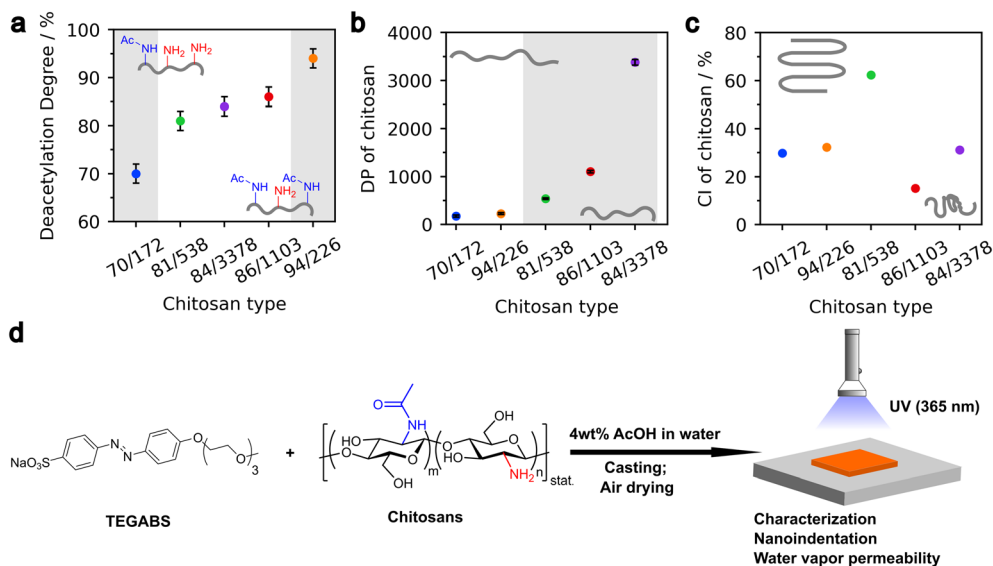 a
Deacetylation Degree / %
100
90
80
70
60
Ac
NH
NH₂
NH₂
Ac
NH
NH₂
Ac
NH
70/172
81/538
84/3378
86/1103
94/226
Chitosan type
b
DP of chitosan
4000
3000
2000
1000
0
70/172
94/226
81/538
86/1103
84/3378
Chitosan type
c
CI of chitosan / %
80
60
40
20
0
70/172
94/226
81/538
86/1103
84/3378
Chitosan type
d
NaO₃S
N
N
O
O
3
TEGABS
+
O
NH
HO
O
O
OH
m
OH
O
HO
O
NH₂
n
stat.
Chitosans
4wt% AcOH in water
Casting;
Air drying
UV (365 nm)
Characterization
Nanoindentation
Water vapor permeability